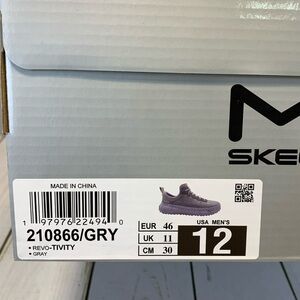 M
SKE
MADE IN CHINA
1 97976 22494 0
210866/GRY
• REVO-TIVITY
• GRAY
EUR 46
UK 11
CM 30
USA MEN'S
12